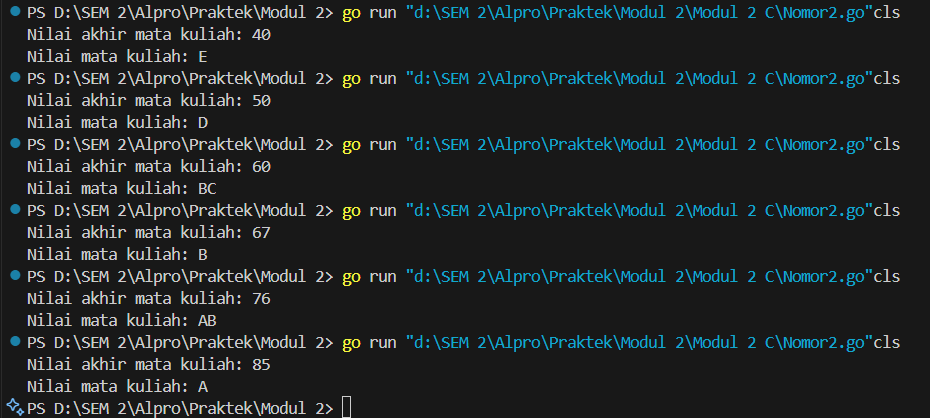 PS D:\SEM 2\Alpro\Praktek\Modul 2> go run "d:\SEM 2\Alpro\Praktek\Modul 2\Modul 2 C\Nomor2.go"cls
Nilai akhir mata kuliah: 40
Nilai mata kuliah: E
PS D:\SEM 2\Alpro\Praktek\Modul 2> go run "d:\SEM 2\Alpro\Praktek\Modul 2\Modul 2 C\Nomor2.go"cls
Nilai akhir mata kuliah: 50
Nilai mata kuliah: D
PS D:\SEM 2\Alpro\Praktek\Modul 2> go run "d:\SEM 2\Alpro\Praktek\Modul 2\Modul 2 C\Nomor2.go"cls
Nilai akhir mata kuliah: 60
Nilai mata kuliah: BC
PS D:\SEM 2\Alpro\Praktek\Modul 2> go run "d:\SEM 2\Alpro\Praktek\Modul 2\Modul 2 C\Nomor2.go"cls
Nilai akhir mata kuliah: 67
Nilai mata kuliah: B
PS D:\SEM 2\Alpro\Praktek\Modul 2> go run "d:\SEM 2\Alpro\Praktek\Modul 2\Modul 2 C\Nomor2.go"cls
Nilai akhir mata kuliah: 76
Nilai mata kuliah: AB
PS D:\SEM 2\Alpro\Praktek\Modul 2> go run "d:\SEM 2\Alpro\Praktek\Modul 2\Modul 2 C\Nomor2.go"cls
Nilai akhir mata kuliah: 85
Nilai mata kuliah: A
PS D:\SEM 2\Alpro\Praktek\Modul 2>